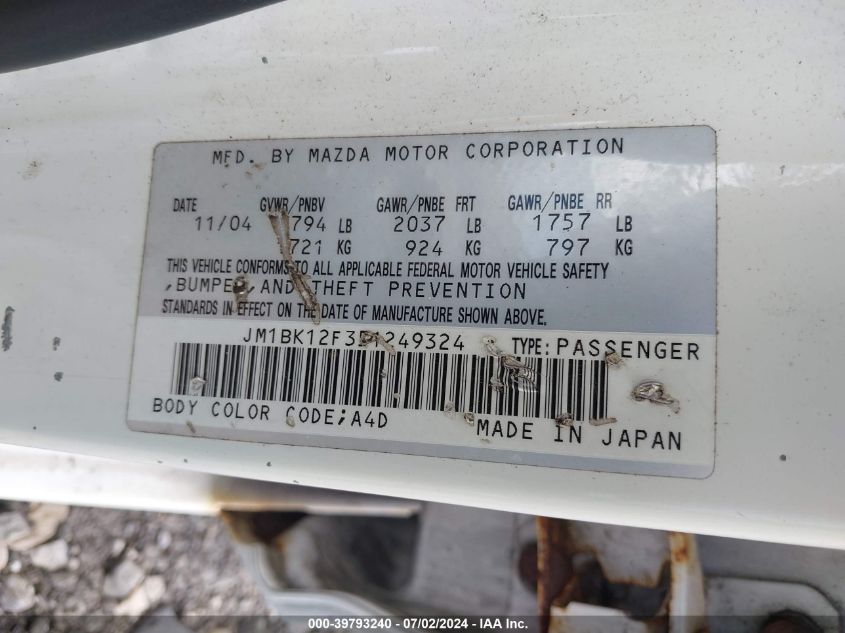 MFD. BY MAZDA MOTOR CORPORATION
DATE GVWR/PNBV GAWR/PNBE FRT GAWR/PNBE RR
11/04 794 LB 2037 LB 1757 LB
721 KG 924 KG 797 KG
THIS VEHICLE CONFORMS TO ALL APPLICABLE FEDERAL MOTOR VEHICLE SAFETY
,BUMPER,AND THEFT PREVENTION
STANDARDS IN EFFECT ON THE DATE OF MANUFACTURE SHOWN ABOVE.
TYPE:PASSENGER
BODY COLOR CODE;A4D MADE IN JAPAN
000-39793240 - 07/02/2024 - IAA Inc.